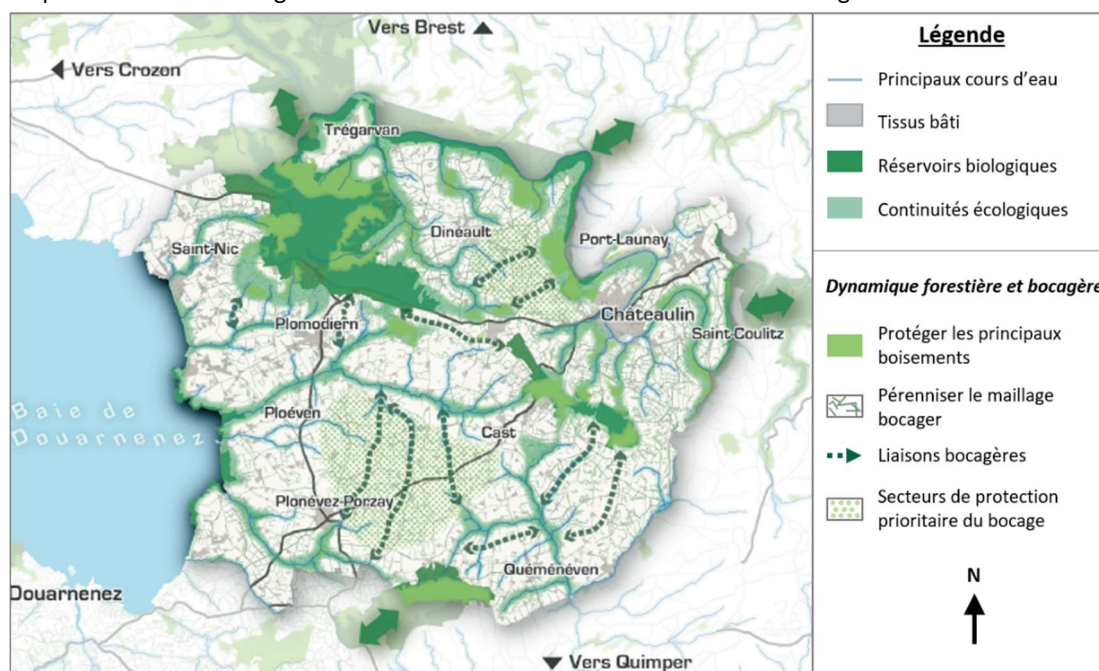 Vers Brest
Vers Crozon
Trégarvan
Dinéault
Port-Launay
Saint-Nic
Châteaulin
Plomodiern
Saint-Coulitz
Baie de
Douarnenez
Ploéven
Cast
Plonévez-Porzay
Quéménéven
Douarnenez
Vers Quimper
Légende
Principaux cours d'eau
Tissus bâti
Réservoirs biologiques
Continuités écologiques
Dynamique forestière et bocagère
Protéger les principaux
boisements
Pérenniser le maillage
bocager
Liaisons bocagères
Secteurs de protection
prioritaire du bocage
N